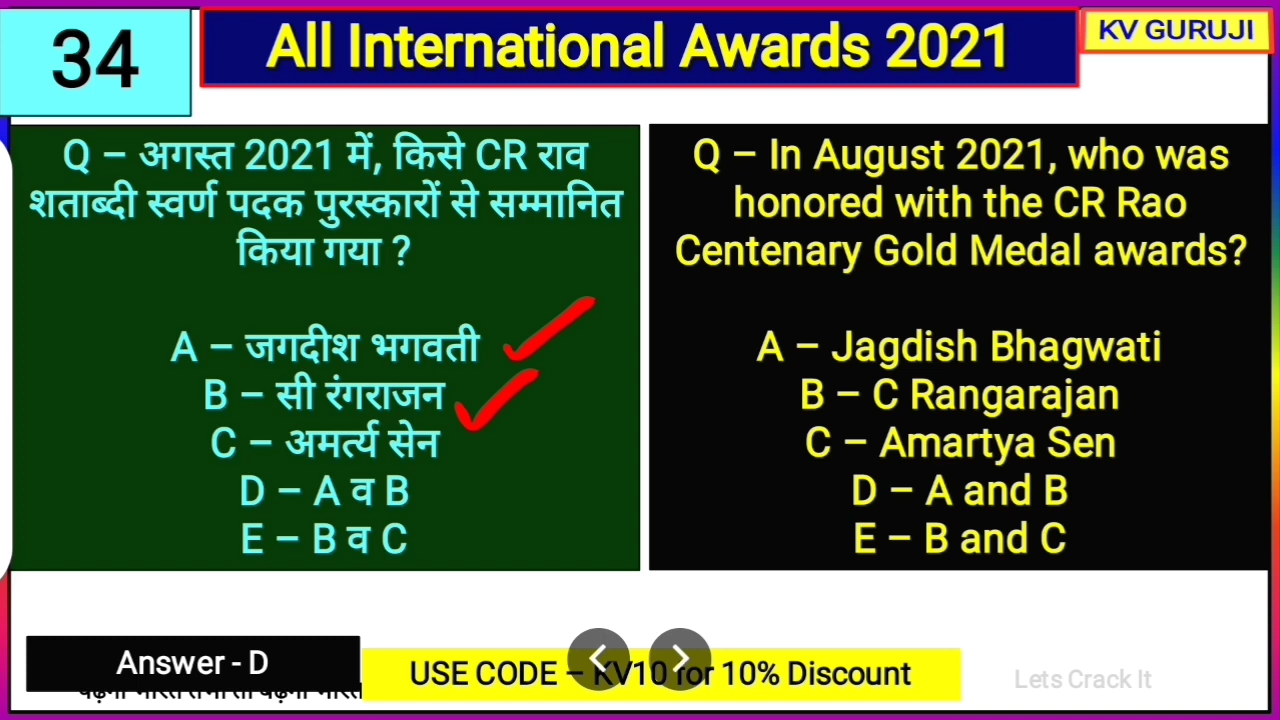 34
All International Awards 2021
KV GURUJI
Q – अगस्त 2021 में, किसे CR राव
शताब्दी स्वर्ण पदक पुरस्कारों से सम्मानित
किया गया ?
A – जगदीश भगवती
B – सी रंगराजन
C – अमर्त्य सेन
D – A व B
E – B व C
Q – In August 2021, who was
honored with the CR Rao
Centenary Gold Medal awards?
A – Jagdish Bhagwati
B – C Rangarajan
C – Amartya Sen
D – A and B
E – B and C
Answer - D
USE CODE – KV10 for 10% Discount
Lets Crack It